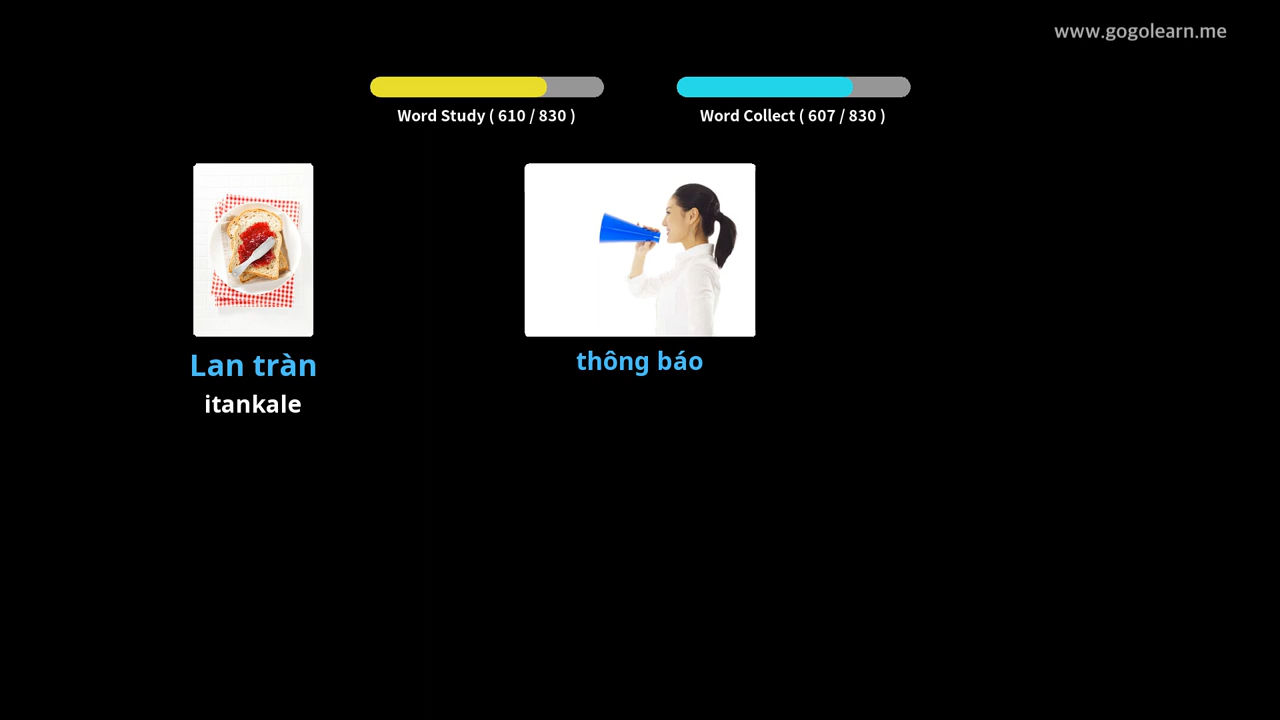 www.gogolearn.me
Word Study ( 610 / 830 )
Word Collect ( 607 / 830 )
Lan tràn
itankale
thông báo